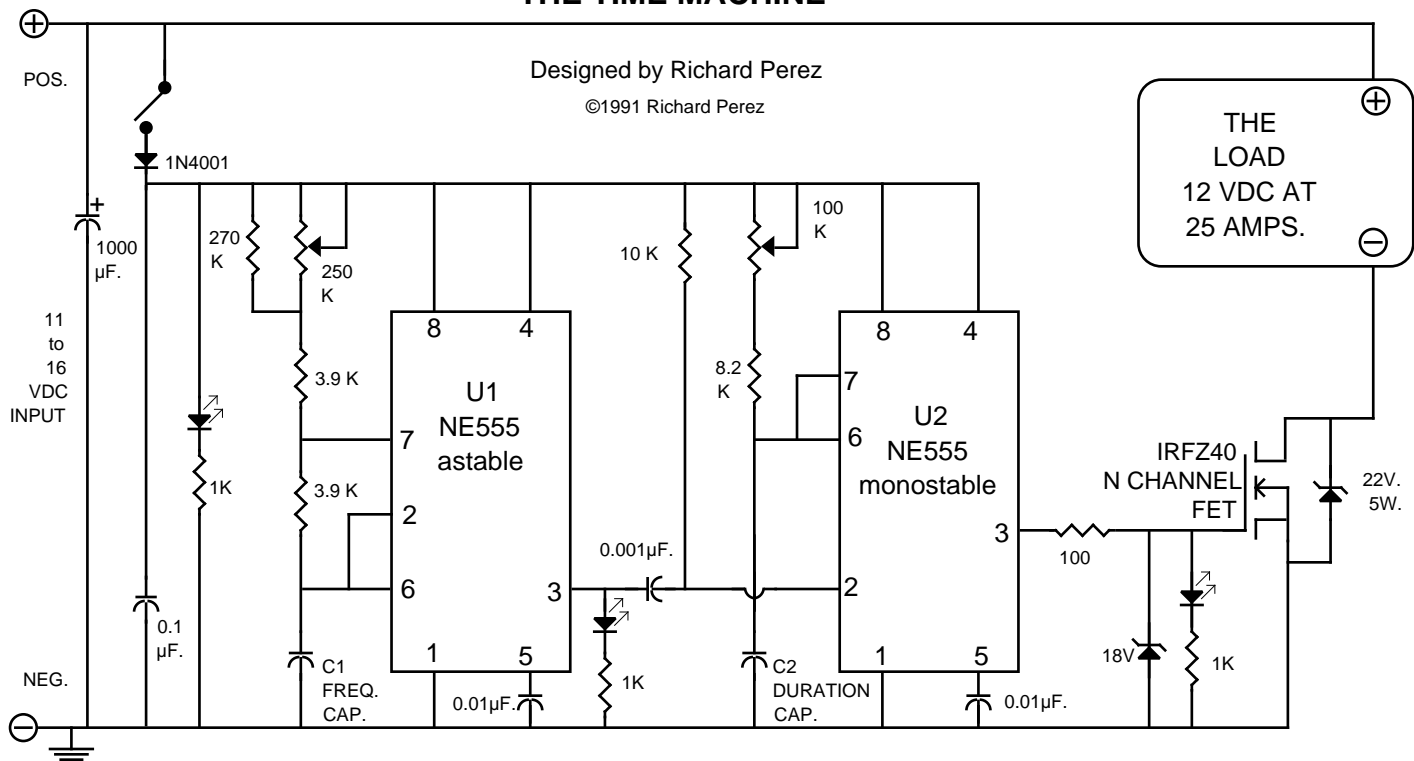 THE TIME MACHINE
POS.
Designed by Richard Perez
©1991 Richard Perez
THE
LOAD
12 VDC AT
25 AMPS.
1N4001
+
1000
µF.
270
K
250
K
10 K
100
K
11
to
16
VDC
INPUT
8
4
8
4
3.9 K
8.2
K
U1
NE555
astable
7
7
6
U2
NE555
monostable
IRFZ40
N CHANNEL
FET
22V.
5W.
1K
3.9 K
2
3
100
0.001µF.
6
3
2
0.1
µF.
1
5
1
5
18V
1K
NEG.
C1
FREQ.
CAP.
0.01µF.
1K
C2
DURATION
CAP.
0.01µF.